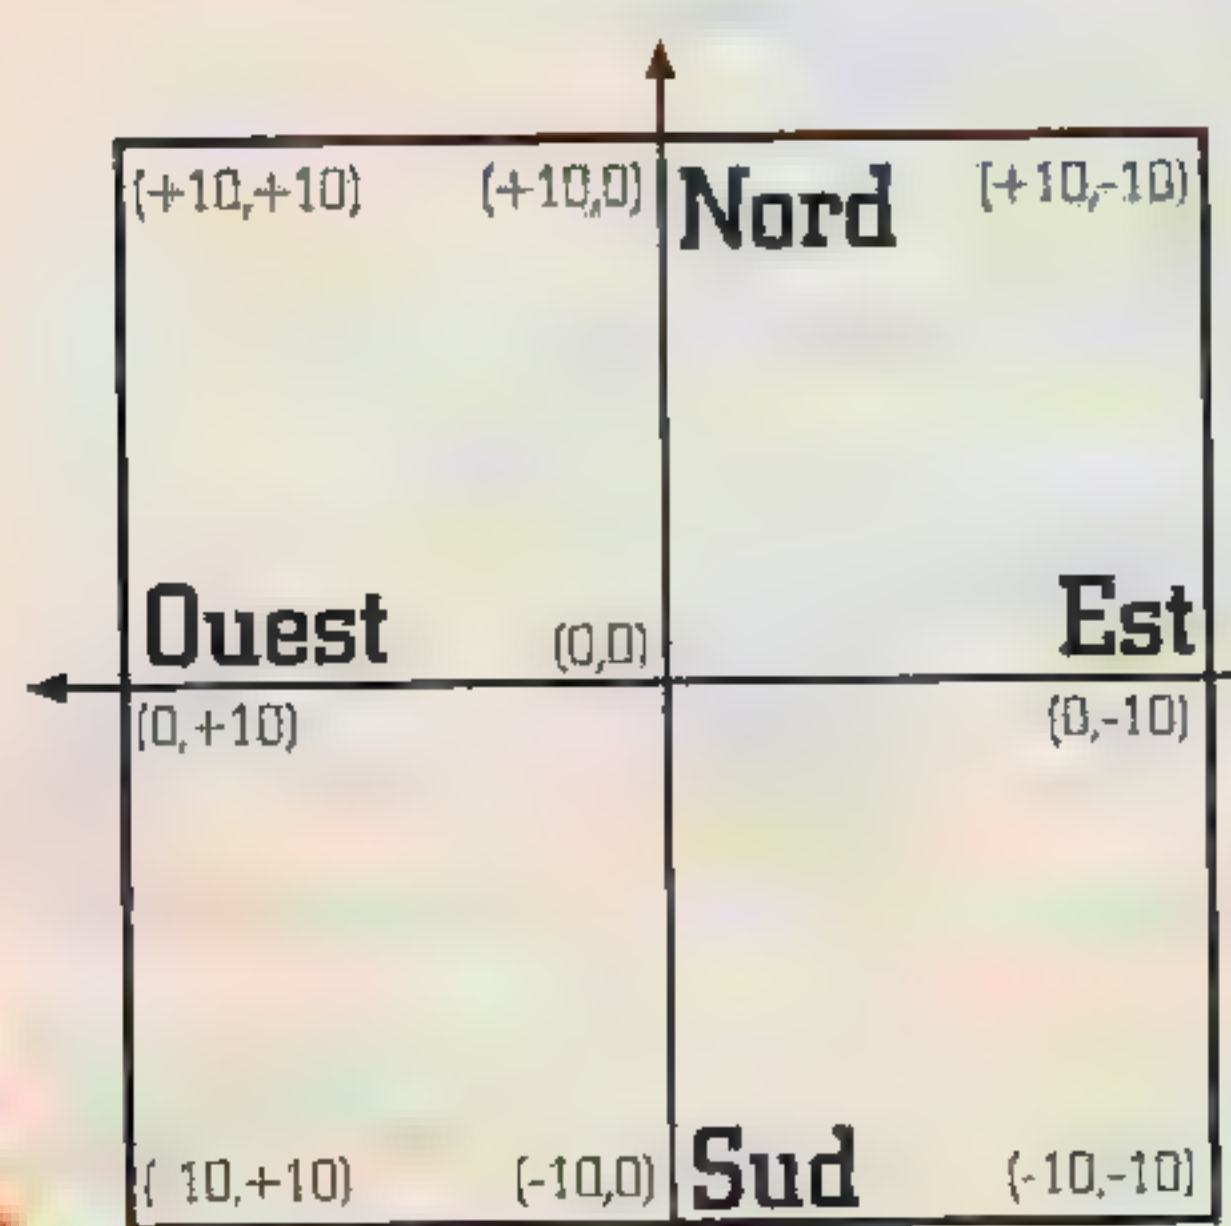 (+10,+10) (+10,0) Nord (+10,-10)
Ouest (0,0) Est
(0,+10) (0,-10)
( 10,+10) (-10,0) Sud (-10,-10)